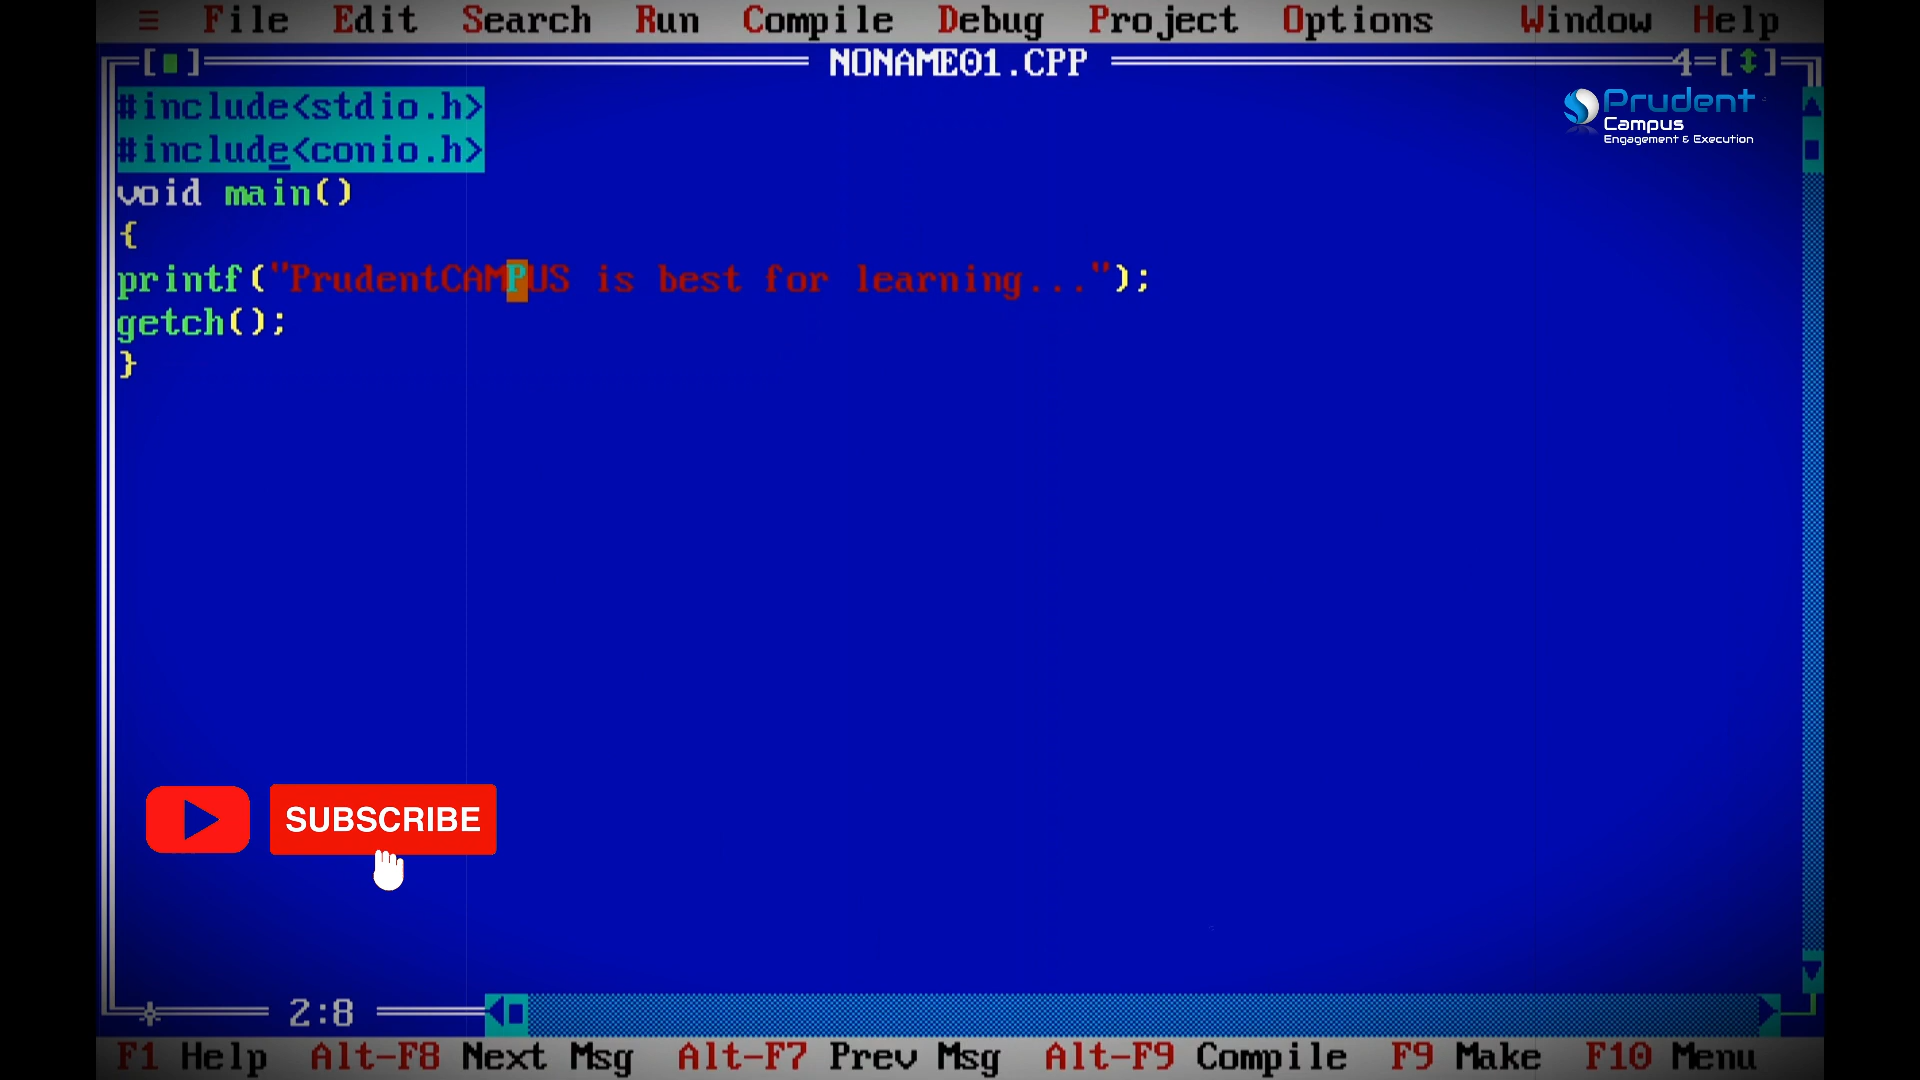 ≡ File Edit Search Run Compile Debug Project Options Window Help
[■] NONAME01.CPP 4=[↕]
#include<stdio.h>
#include<conio.h>
void main()
{
printf("PrudentCAMPUS is best for learning...");
getch();
}
Prudent
Campus
Engagement & Execution
SUBSCRIBE
2:8
F1 Help Alt-F8 Next Msg Alt-F7 Prev Msg Alt-F9 Compile F9 Make F10 Menu